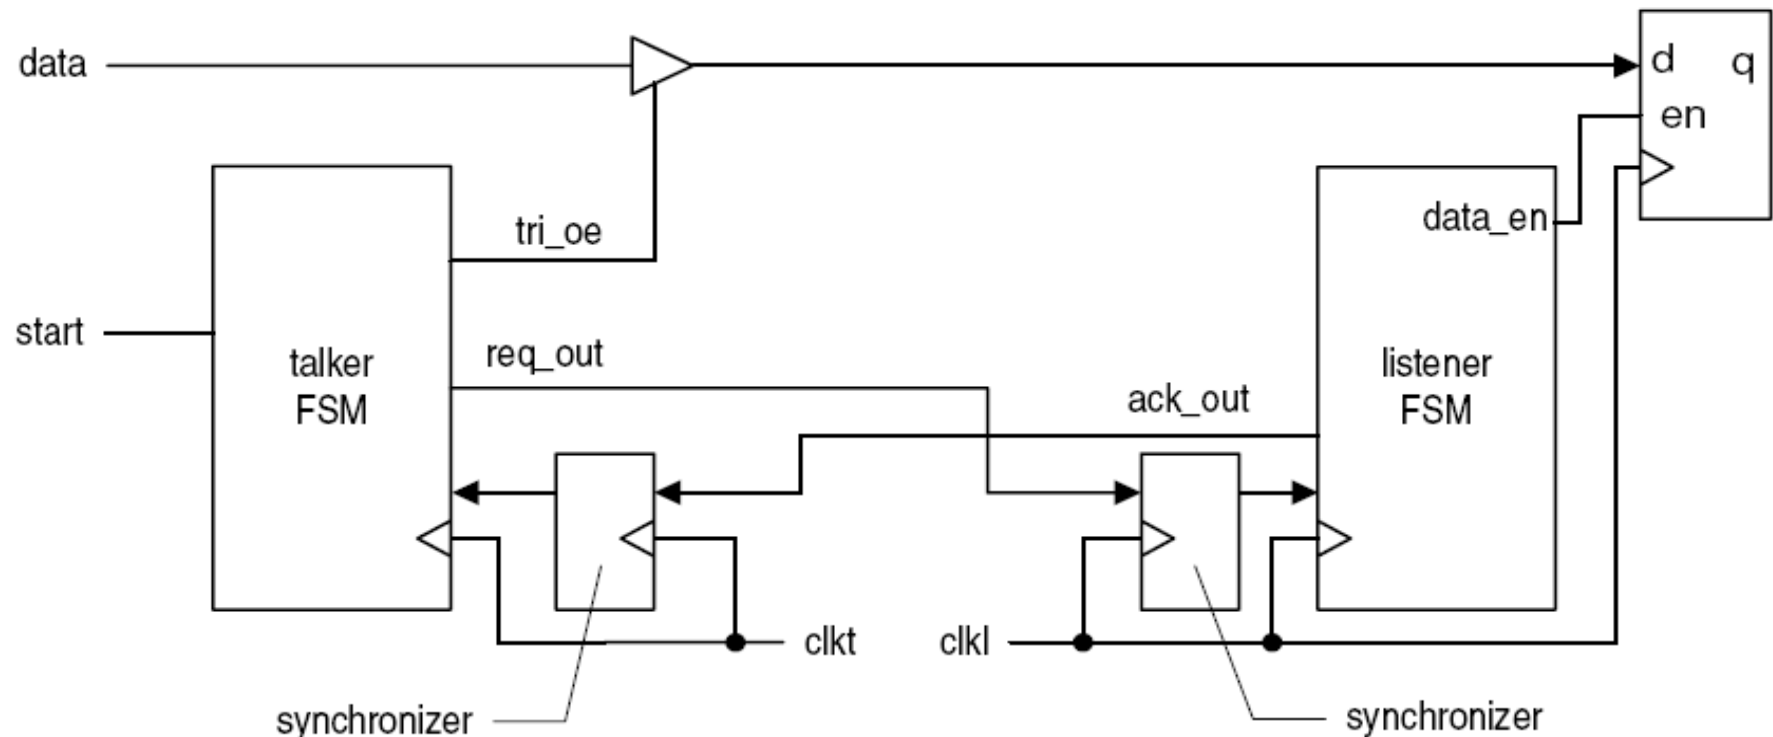 data
d q
en
data_en
tri_oe
start
req_out
talker
FSM
ack_out
listener
FSM
clkt
clkl
synchronizer
synchronizer